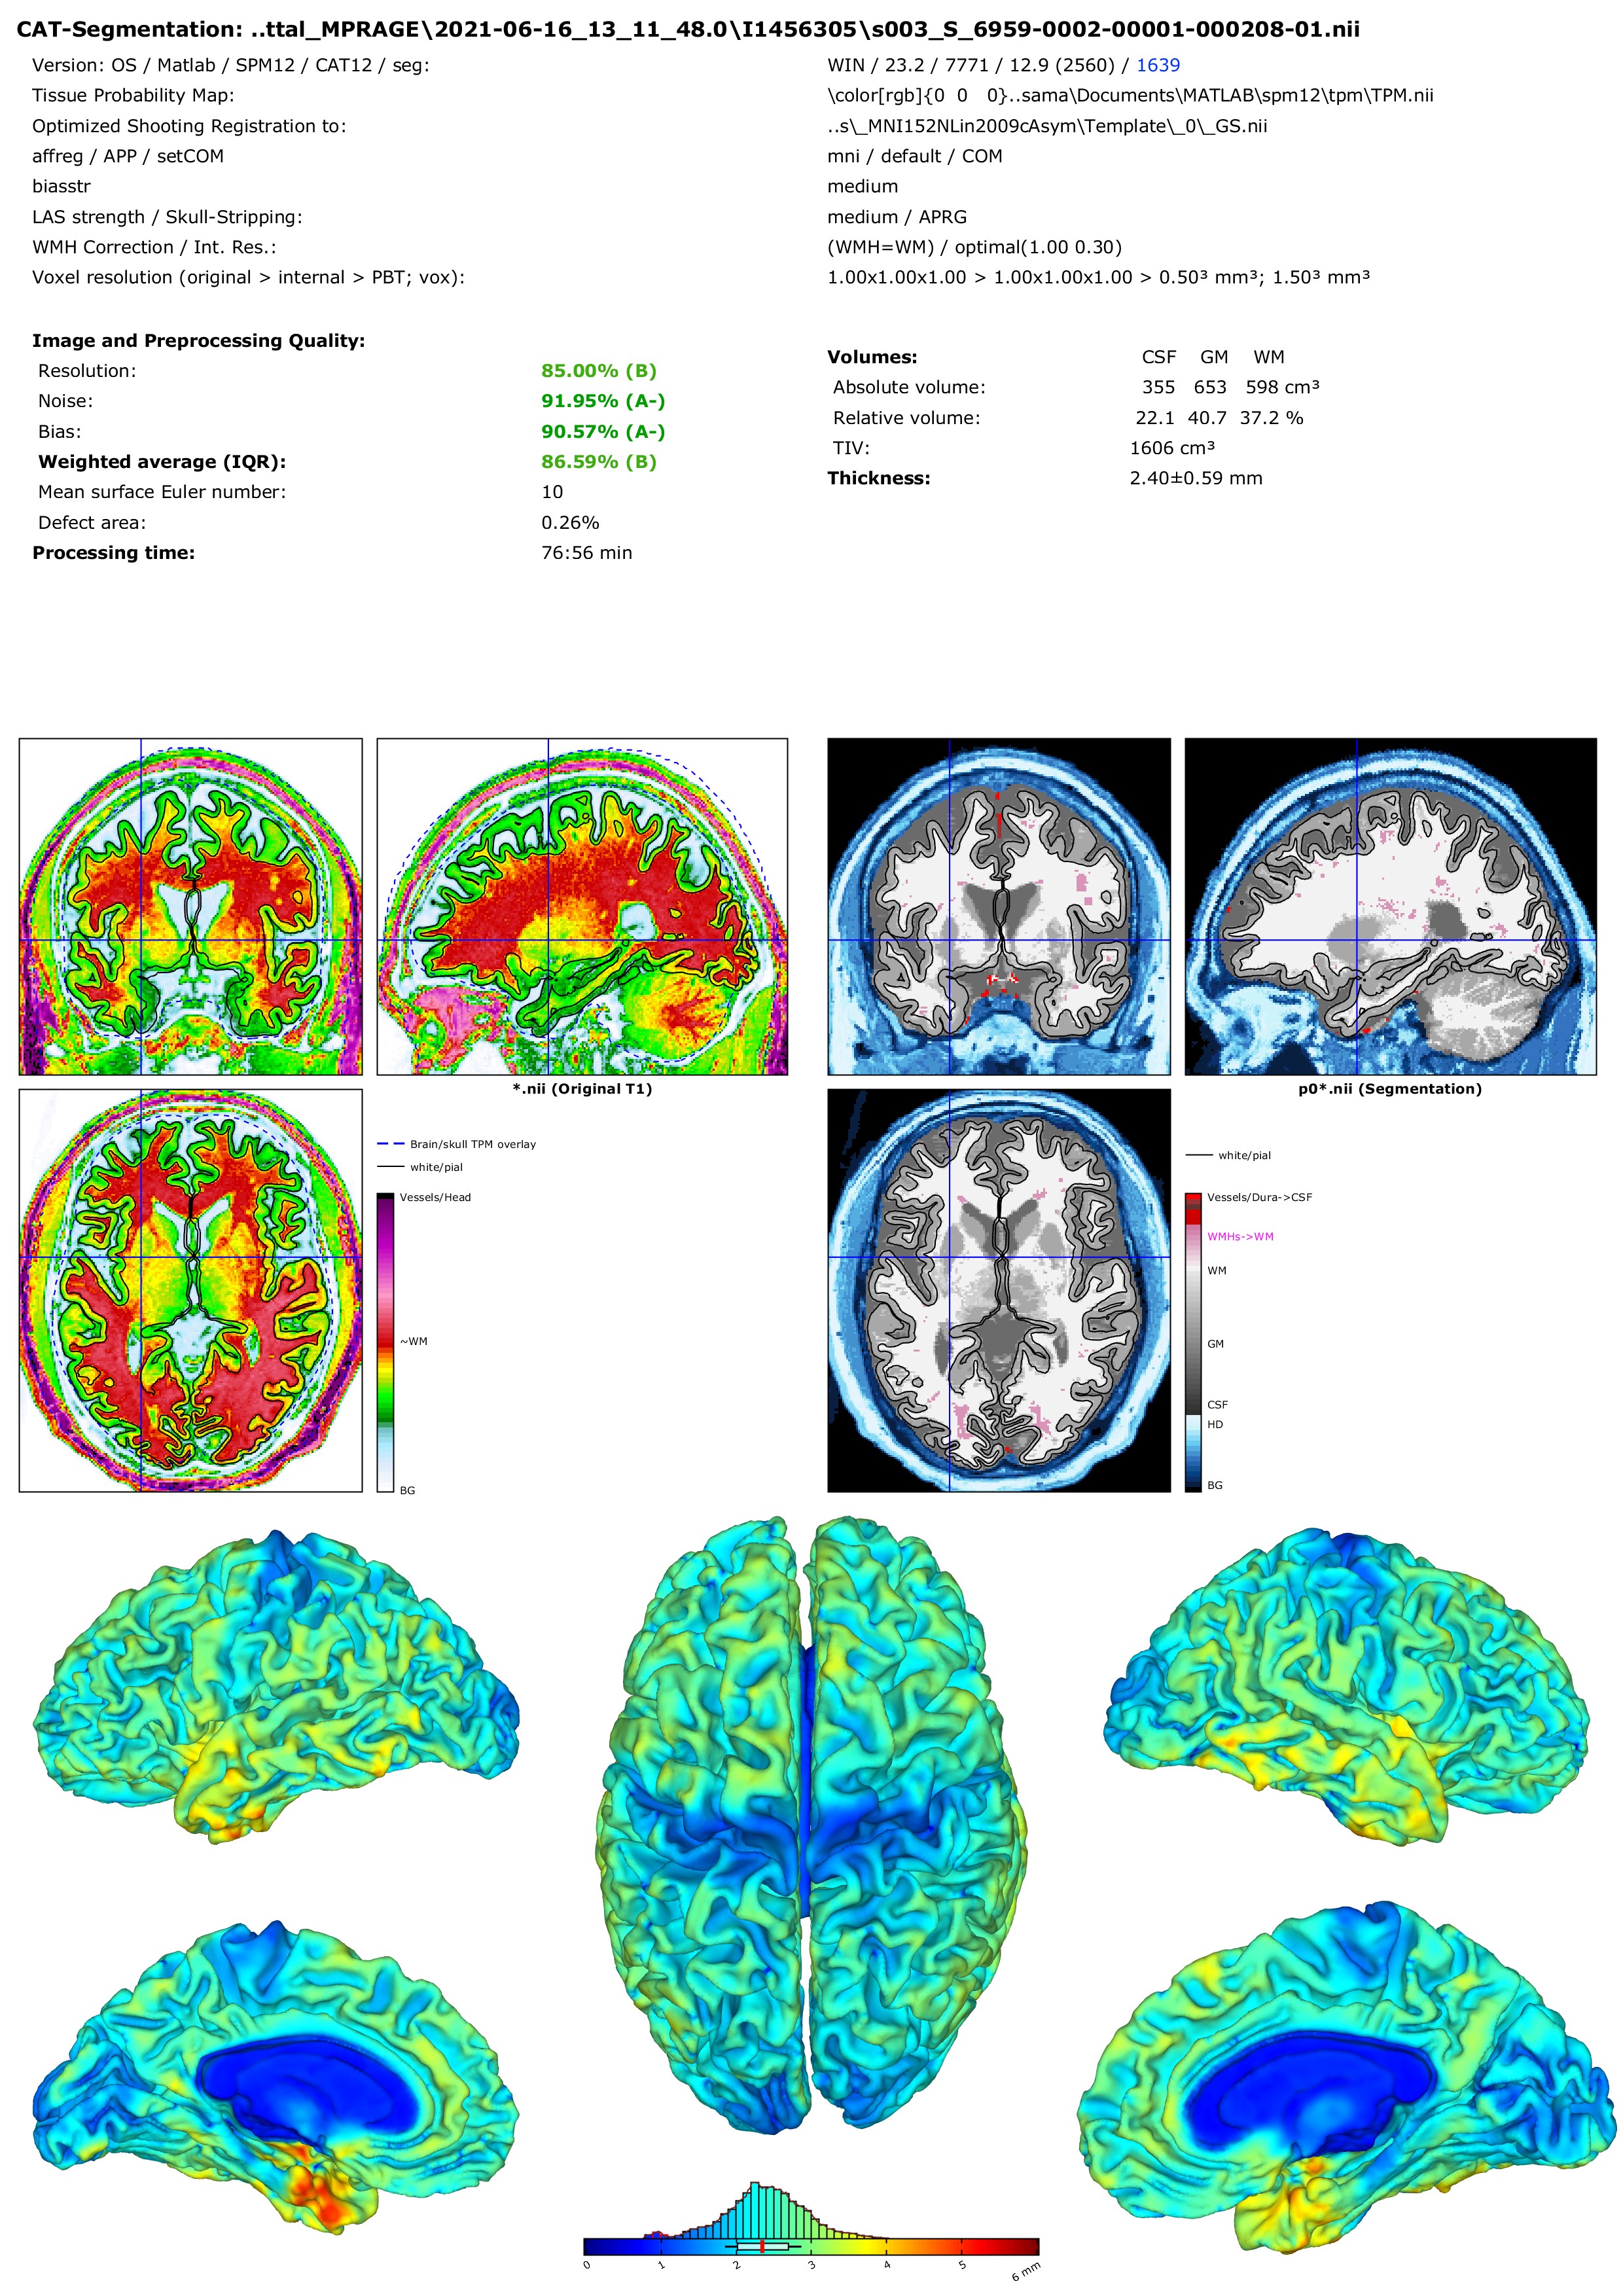 CAT-Segmentation: ..ttal_MPRAGE\2021-06-16_13_11_48.0\I1456305\s003_S_6959-0002-00001-000208-01.nii
Version: OS / Matlab / SPM12 / CAT12 / seg: WIN / 23.2 / 7771 / 12.9 (2560) / 1639
Tissue Probability Map: \color[rgb]{0 0 0}..sama\Documents\MATLAB\spm12\tpm\TPM.nii
Optimized Shooting Registration to: ..s\_MNI152NLin2009cAsym\Template\_0\_GS.nii
affreg / APP / setCOM mni / default / COM
biasstr medium
LAS strength / Skull-Stripping: medium / APRG
WMH Correction / Int. Res.: (WMH=WM) / optimal(1.00 0.30)
Voxel resolution (original > internal > PBT; vox): 1.00x1.00x1.00 > 1.00x1.00x1.00 > 0.50³ mm³; 1.50³ mm³
Image and Preprocessing Quality:
Resolution: 85.00% (B)
Noise: 91.95% (A-)
Bias: 90.57% (A-)
Weighted average (IQR): 86.59% (B)
Mean surface Euler number: 10
Defect area: 0.26%
Processing time: 76:56 min
Volumes: CSF GM WM
Absolute volume: 355 653 598 cm³
Relative volume: 22.1 40.7 37.2 %
TIV: 1606 cm³
Thickness: 2.40±0.59 mm
*.nii (Original T1)
Brain/skull TPM overlay
white/pial
Vessels/Head
~WM
BG
p0*.nii (Segmentation)
white/pial
Vessels/Dura->CSF
WMHs->WM
WM
GM
CSF
HD
BG
0 1 2 3 4 5 6 mm